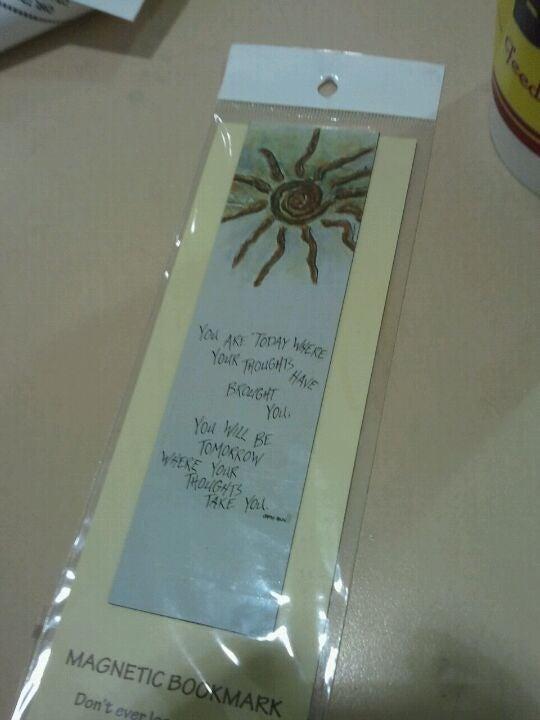 YOU ARE TODAY WHERE
YOUR THOUGHTS HAVE
BROUGHT
YOU.
YOU WILL BE
TOMORROW
WHERE YOUR
THOUGHTS
TAKE YOU.
MAGNETIC BOOKMARK
Don't ever